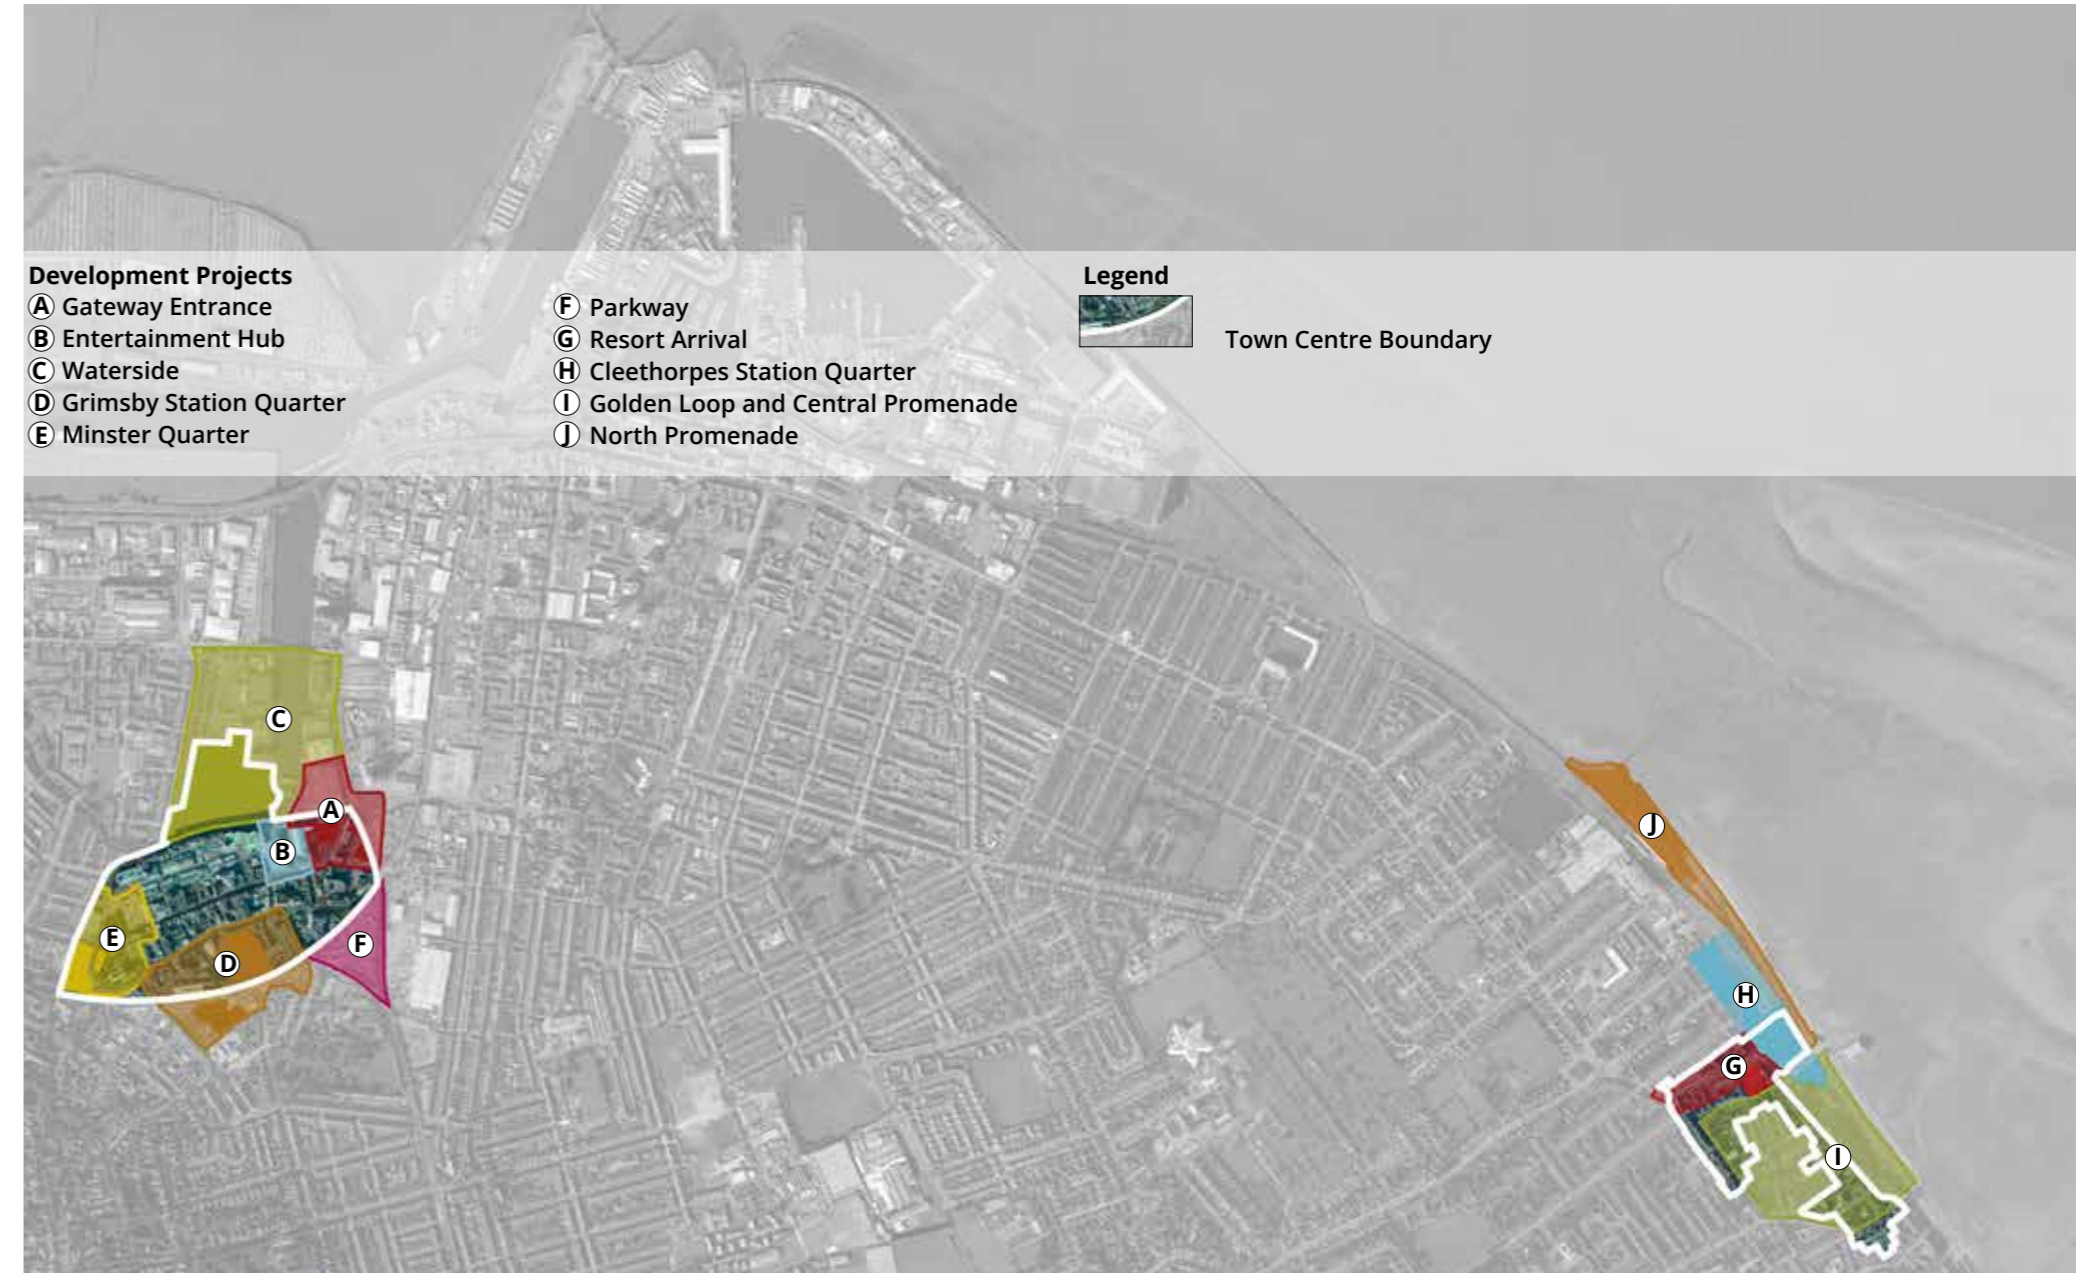 Development Projects
A Gateway Entrance
B Entertainment Hub
C Waterside
D Grimsby Station Quarter
E Minster Quarter
F Parkway
G Resort Arrival
H Cleethorpes Station Quarter
I Golden Loop and Central Promenade
J North Promenade
Legend
Town Centre Boundary
C
A
B
E
D
F
J
H
G
I